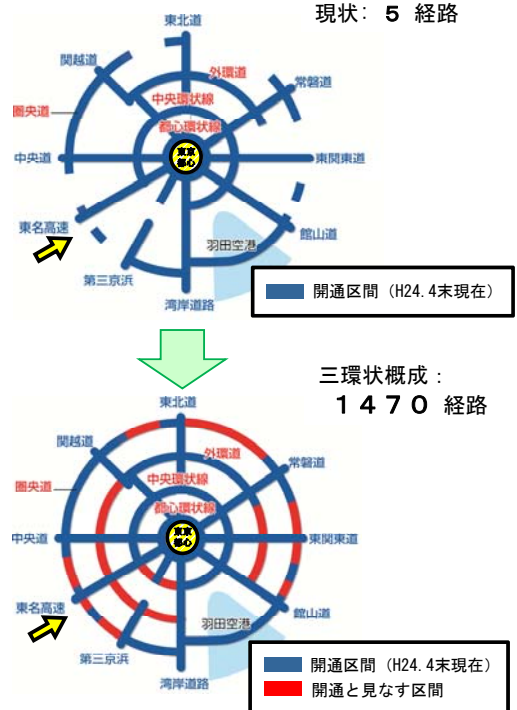 現状： ５ 経路
東北道
関越道
外環道
常磐道
中央環状線
圏央道
都心環状線
中央道
東京
都心
東関東道
東名高速
羽田空港
館山道
第三京浜
湾岸道路
開通区間（H24.4末現在）
三環状概成：
１４７０ 経路
東北道
関越道
外環道
常磐道
中央環状線
圏央道
都心環状線
中央道
東京
都心
東関東道
東名高速
羽田空港
館山道
第三京浜
湾岸道路
開通区間（H24.4末現在）
開通と見なす区間